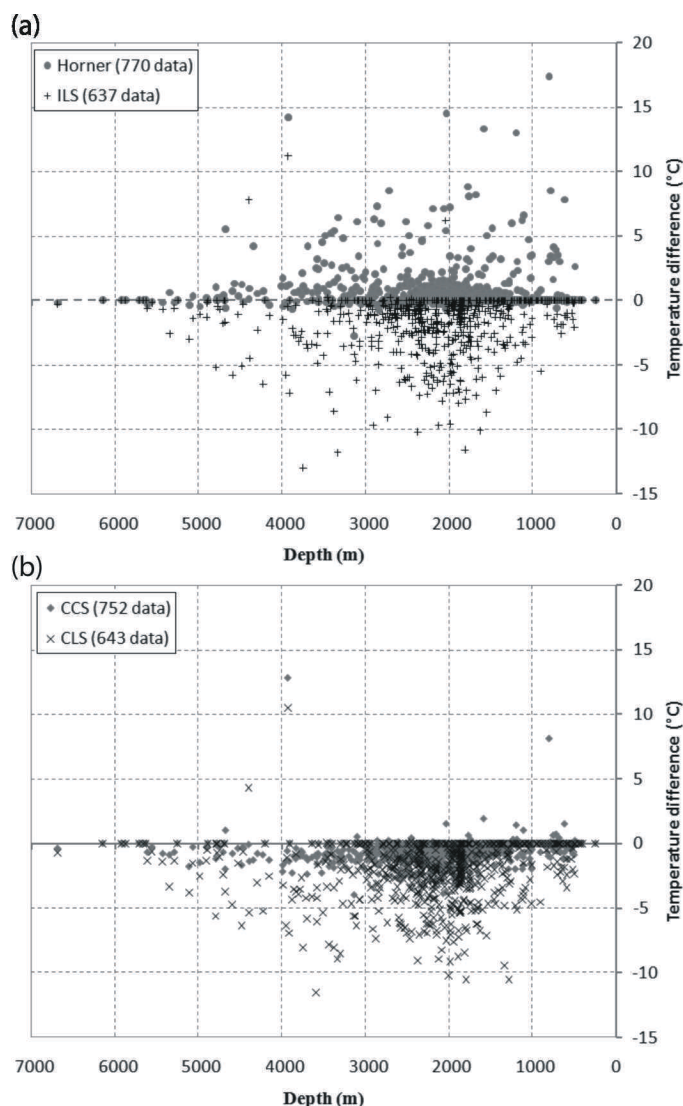 (a)
Horner (770 data)
ILS (637 data)
20
15
10
5
0
-5
-10
-15
Temperature difference (°C)
7000 6000 5000 4000 3000 2000 1000 0
Depth (m)
(b)
CCS (752 data)
CLS (643 data)
20
15
10
5
0
-5
-10
-15
Temperature difference (°C)
7000 6000 5000 4000 3000 2000 1000 0
Depth (m)